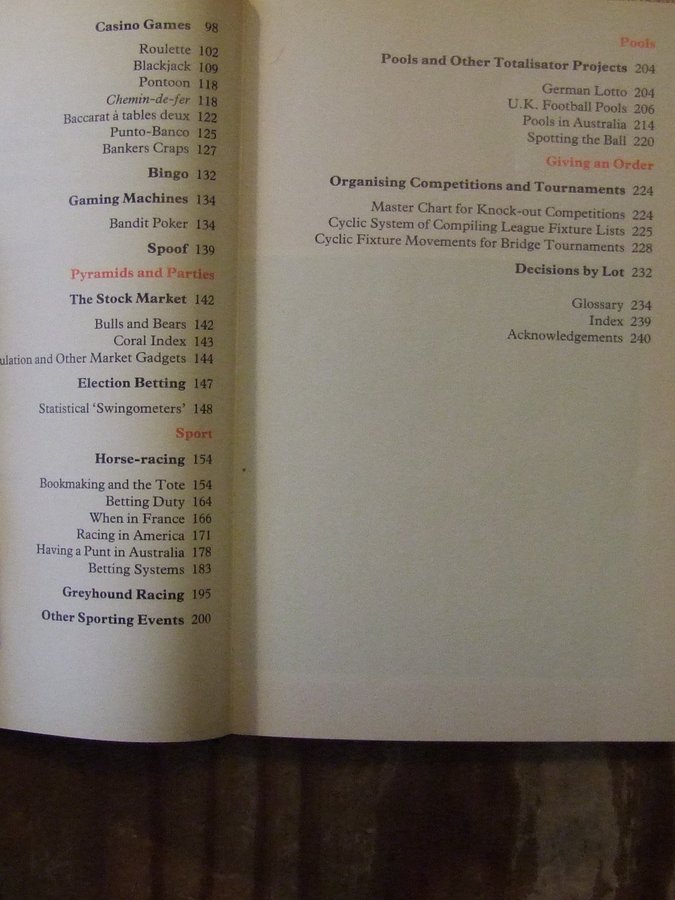 Casino Games 98
Roulette 102
Blackjack 109
Pontoon 118
Chemin-de-fer 118
Baccarat à tables deux 122
Punto-Banco 125
Bankers Craps 127
Bingo 132
Gaming Machines 134
Bandit Poker 134
Spoof 139
Pyramids and Parties
The Stock Market 142
Bulls and Bears 142
Coral Index 143
ulation and Other Market Gadgets 144
Election Betting 147
Statistical ‘Swingometers’ 148
Sport
Horse-racing 154
Bookmaking and the Tote 154
Betting Duty 164
When in France 166
Racing in America 171
Having a Punt in Australia 178
Betting Systems 183
Greyhound Racing 195
Other Sporting Events 200
Pools
Pools and Other Totalisator Projects 204
German Lotto 204
U.K. Football Pools 206
Pools in Australia 214
Spotting the Ball 220
Giving an Order
Organising Competitions and Tournaments 224
Master Chart for Knock-out Competitions 224
Cyclic System of Compiling League Fixture Lists 225
Cyclic Fixture Movements for Bridge Tournaments 228
Decisions by Lot 232
Glossary 234
Index 239
Acknowledgements 240